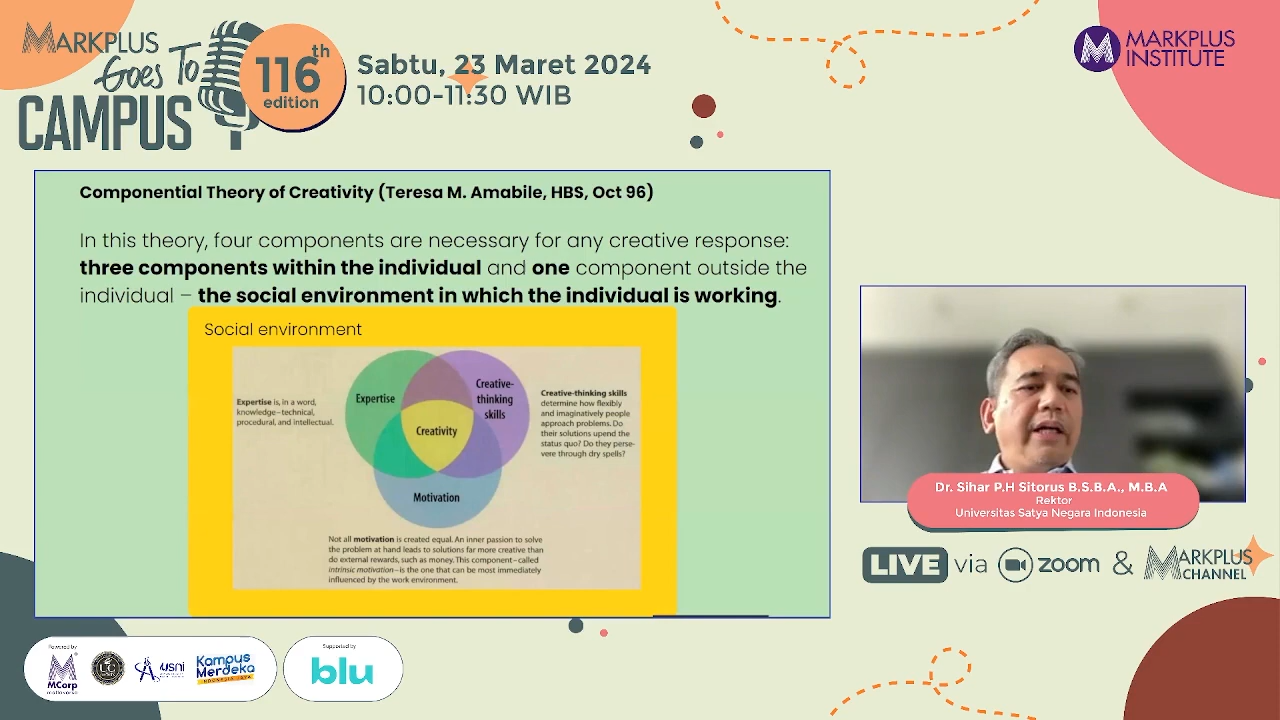 MARKPLUS
Goes To
CAMPUS
116th
edition
Sabtu, 23 Maret 2024
10:00-11:30 WIB
MARKPLUS
INSTITUTE
Componential Theory of Creativity (Teresa M. Amabile, HBS, Oct 96)
In this theory, four components are necessary for any creative response:
three components within the individual and one component outside the
individual – the social environment in which the individual is working.
Social environment
Expertise is, in a word,
knowledge–technical,
procedural, and intellectual.
Expertise
Creative-
thinking
skills
Creativity
Motivation
Creative-thinking skills
determine how flexibly
and imaginatively people
approach problems. Do
their solutions upend the
status quo? Do they perse-
vere through dry spells?
Not all motivation is created equal. An inner passion to solve
the problem at hand leads to solutions far more creative than
do external rewards, such as money. This component–called
intrinsic motivation–is the one that can be most immediately
influenced by the work environment.
Dr. Sihar P.H Sitorus B.S.B.A., M.B.A
Rektor
Universitas Satya Negara Indonesia
LIVE via zoom & MARKPLUS
CHANNEL
Powered by
MCorp
usni
Kampus
Merdeka
INDONESIA JAYA
Supported by
blu